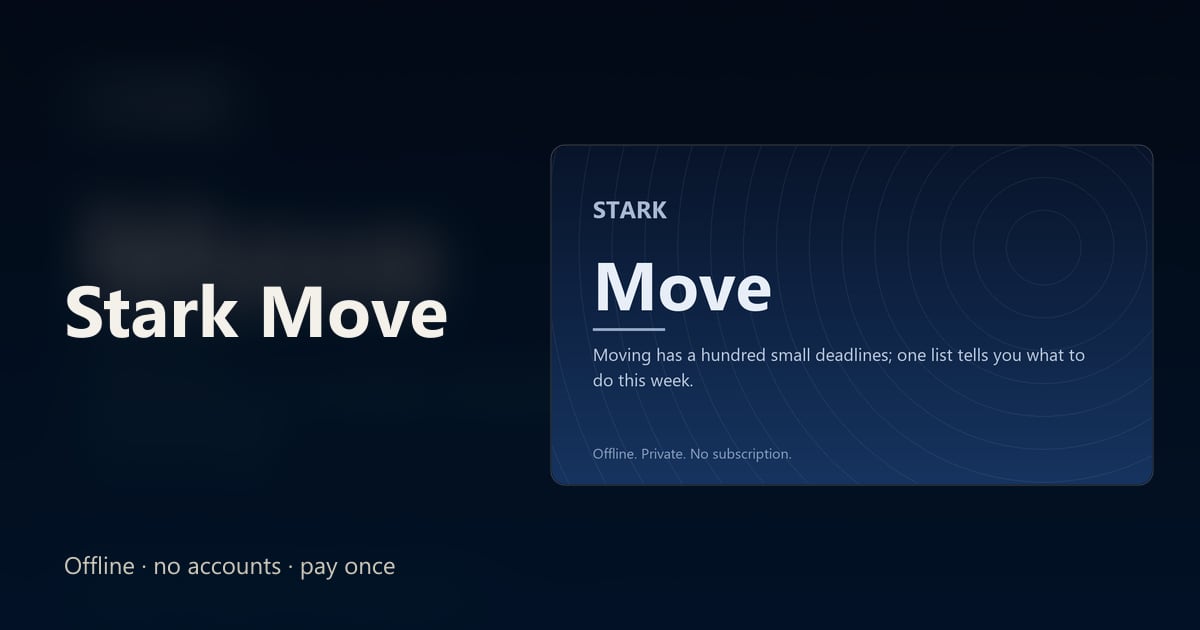 Stark Move
Offline · no accounts · pay once
STARK
Move
Moving has a hundred small deadlines; one list tells you what to
do this week.
Offline. Private. No subscription.